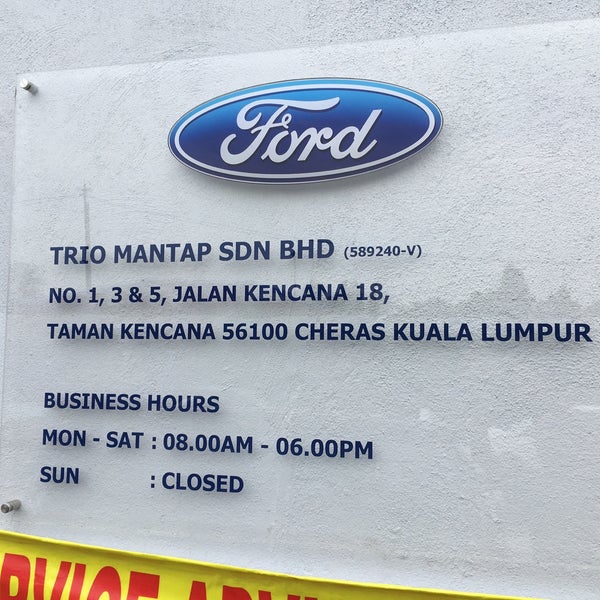 Ford
TRIO MANTAP SDN BHD (589240-V)
NO. 1, 3 & 5, JALAN KENCANA 18,
TAMAN KENCANA 56100 CHERAS KUALA LUMPUR
BUSINESS HOURS
MON - SAT : 08.00AM - 06.00PM
SUN : CLOSED